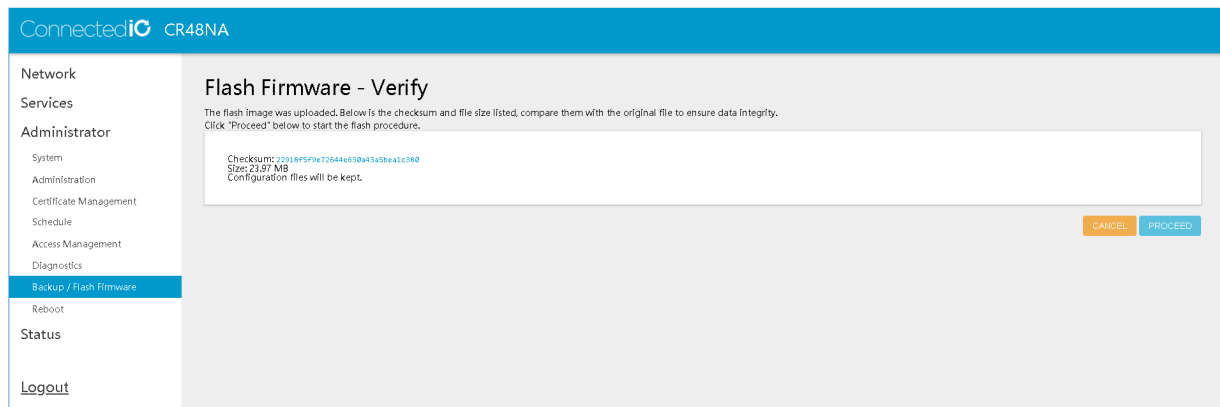 ConnectediO CR48NA
Network
Services
Administrator
System
Administration
Certificate Management
Schedule
Access Management
Diagnostics
Backup / Flash Firmware
Reboot
Status
Logout
Flash Firmware - Verify
The flash image was uploaded. Below is the checksum and file size listed, compare them with the original file to ensure data integrity.
Click "Proceed" below to start the flash procedure.
Checksum: 22918f5f9e72644e630a43a5bea1c380
Size: 23.97 MB
Configuration files will be kept.
CANCEL PROCEED